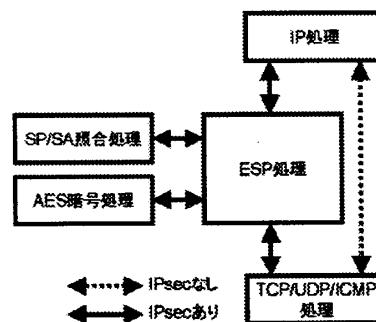 IP処理
SP/SA照合処理
ESP処理
AES暗号処理
IPsecなし
IPsecあり
TCP/UDP/ICMP
処理